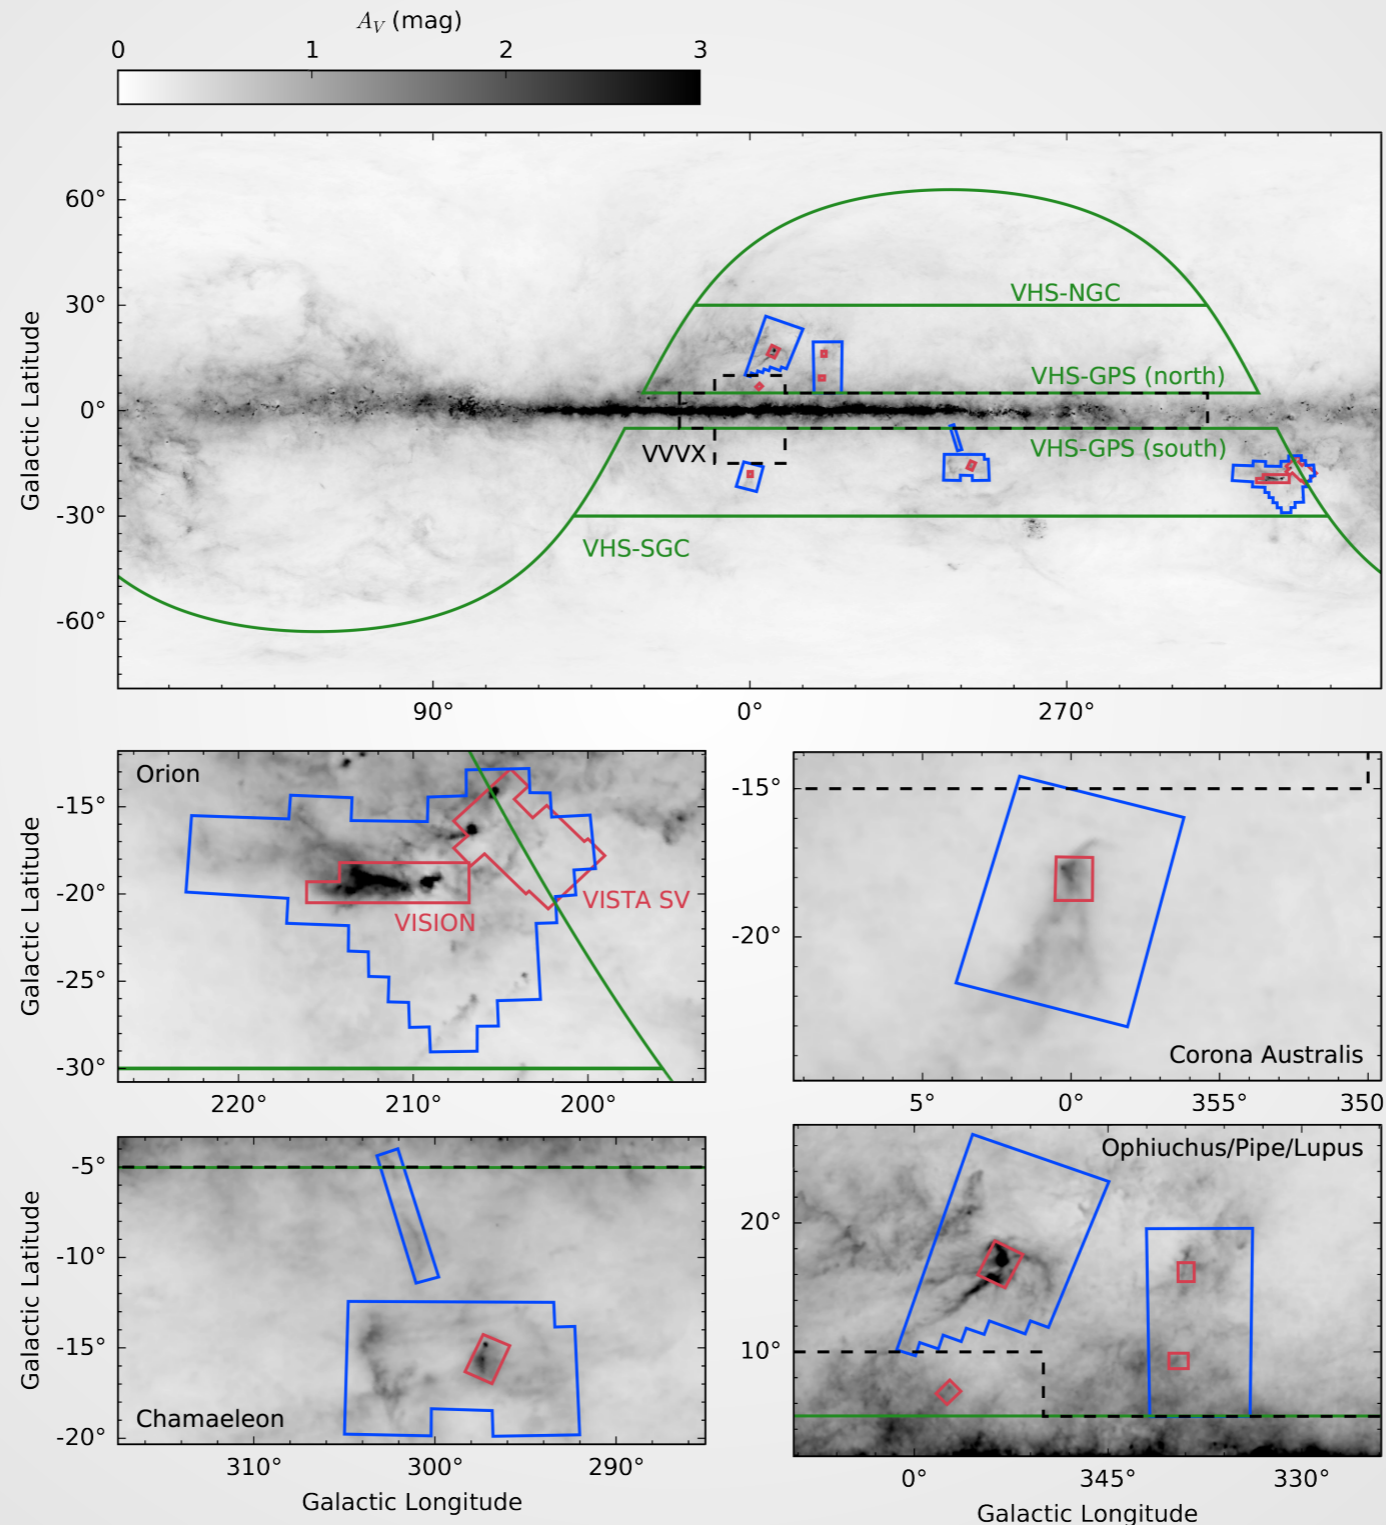 A_V (mag)
0 1 2 3
60°
30°
0°
-30°
-60°
Galactic Latitude
VHS-NGC
VHS-GPS (north)
VHS-GPS (south)
VVVX
VHS-SGC
90° 0° 270°
Orion
-15°
-20°
-25°
-30°
Galactic Latitude
VISION
VISTA SV
220° 210° 200°
-15°
-20°
Corona Australis
5° 0° 355° 350
-5°
-10°
-15°
-20°
Galactic Latitude
Chamaeleon
310° 300° 290°
Galactic Longitude
Ophiuchus/Pipe/Lupus
20°
10°
0° 345° 330°
Galactic Longitude